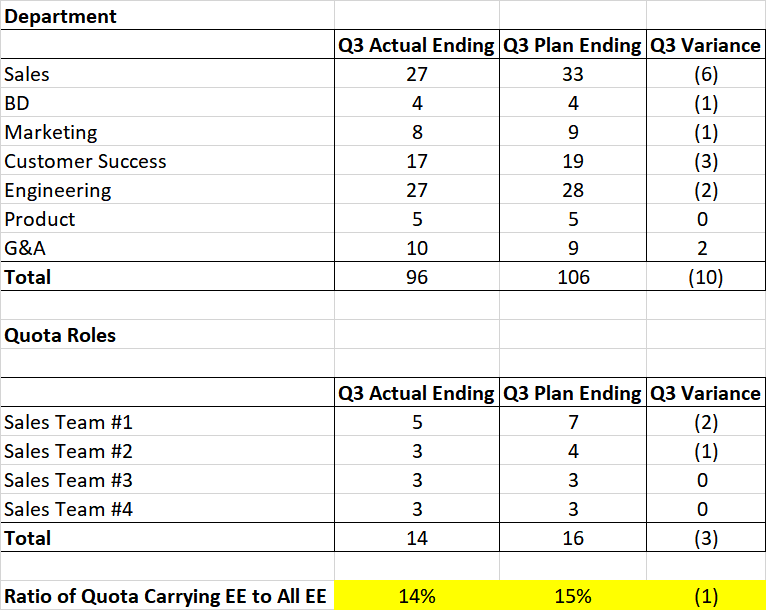 Department
Q3 Actual Ending Q3 Plan Ending Q3 Variance
Sales 27 33 (6)
BD 4 4 (1)
Marketing 8 9 (1)
Customer Success 17 19 (3)
Engineering 27 28 (2)
Product 5 5 0
G&A 10 9 2
Total 96 106 (10)
Quota Roles
Q3 Actual Ending Q3 Plan Ending Q3 Variance
Sales Team #1 5 7 (2)
Sales Team #2 3 4 (1)
Sales Team #3 3 3 0
Sales Team #4 3 3 0
Total 14 16 (3)
Ratio of Quota Carrying EE to All EE 14% 15% (1)